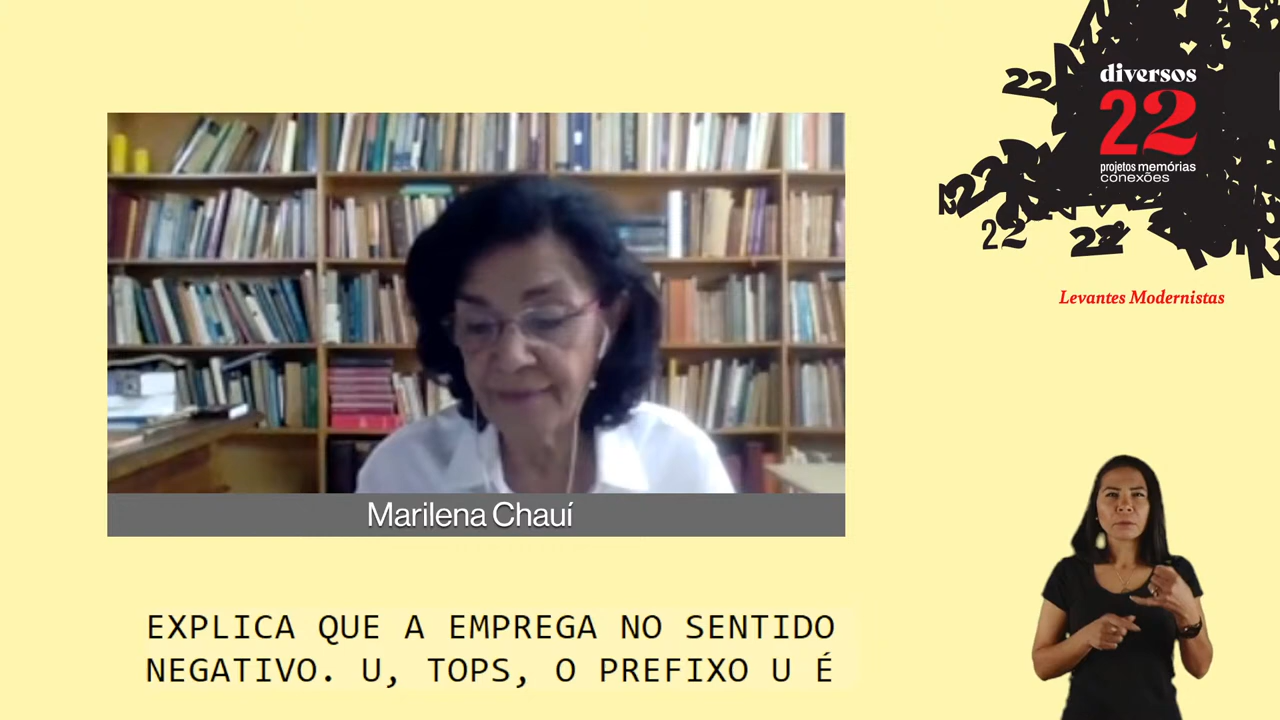 diversos
22
projetos memórias
conexões
22
22
22
22
Levantes Modernistas
Marilena Chauí
EXPLICA QUE A EMPREGA NO SENTIDO
NEGATIVO. U, TOPS, O PREFIXO U É